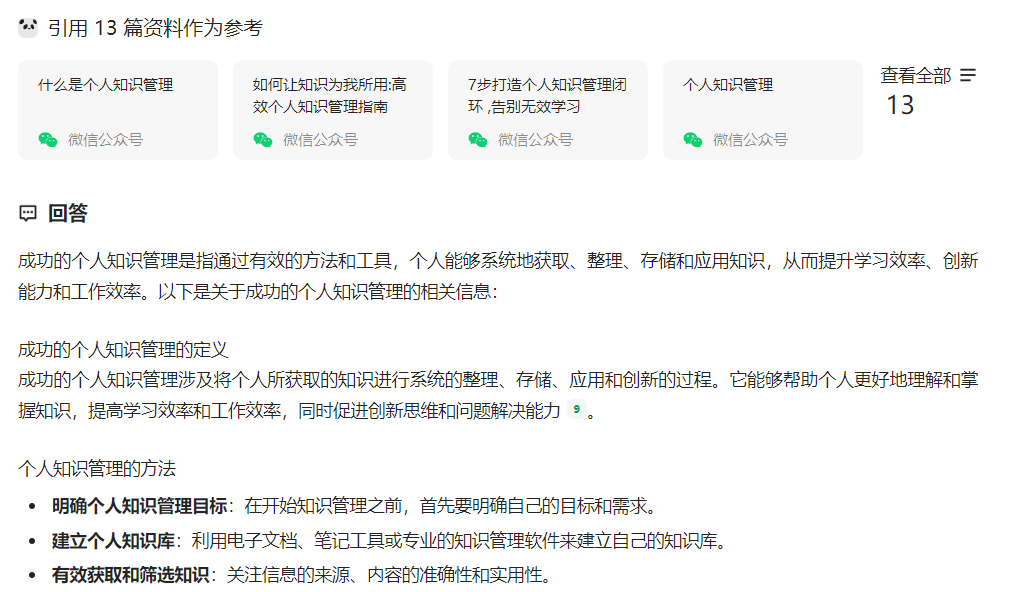 引用 13 篇资料作为参考
什么是个人知识管理
微信公众号
如何让知识为我所用:高
效个人知识管理指南
微信公众号
7步打造个人知识管理闭
环 ,告别无效学习
微信公众号
个人知识管理
微信公众号
查看全部
13
回答
成功的个人知识管理是指通过有效的方法和工具，个人能够系统地获取、整理、存储和应用知识，从而提升学习效率、创新
能力和工作效率。以下是关于成功的个人知识管理的相关信息：
成功的个人知识管理的定义
成功的个人知识管理涉及将个人所获取的知识进行系统的整理、存储、应用和创新的过程。它能够帮助个人更好地理解和掌
握知识，提高学习效率和工作效率，同时促进创新思维和问题解决能力 9 。
个人知识管理的方法
• 明确个人知识管理目标：在开始知识管理之前，首先要明确自己的目标和需求。
• 建立个人知识库：利用电子文档、笔记工具或专业的知识管理软件来建立自己的知识库。
• 有效获取和筛选知识：关注信息的来源、内容的准确性和实用性。